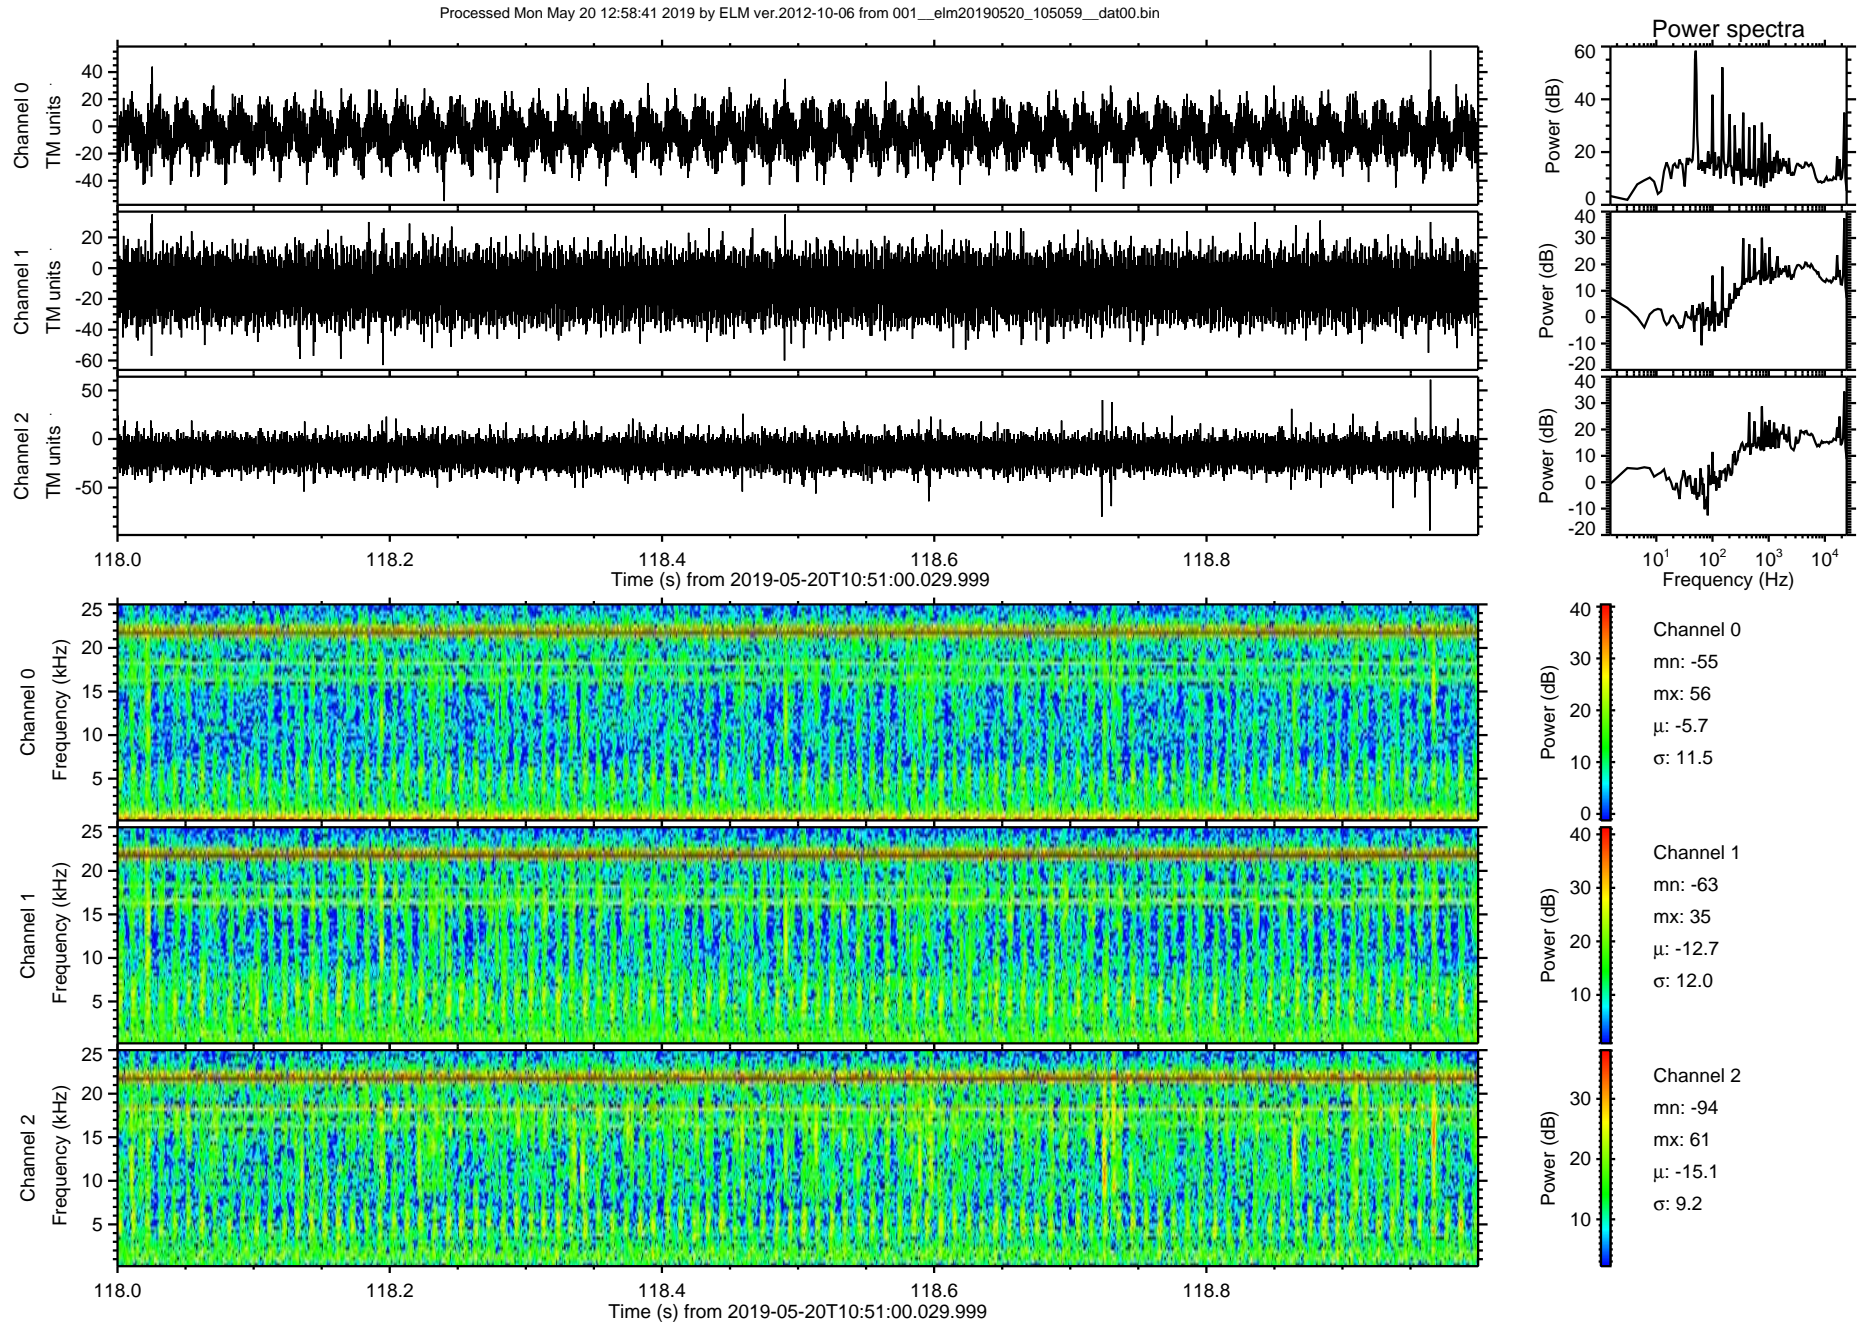 Processed Mon May 20 12:58:41 2019 by ELM ver.2012-10-06 from 001__elm20190520_105059__dat00.bin
Power spectra
Channel 0
TM units
40
20
0
-20
-40
Power (dB)
60
40
20
0
Channel 1
TM units
20
0
-20
-40
-60
Power (dB)
40
30
20
10
0
-10
-20
Channel 2
TM units
50
0
-50
Power (dB)
40
30
20
10
0
-10
-20
118.0 118.2 118.4 118.6 118.8
Time (s) from 2019-05-20T10:51:00.029.999
10¹ 10² 10³ 10⁴
Frequency (Hz)
Channel 0
Frequency (kHz)
25
20
15
10
5
Power (dB)
40
30
20
10
0
Channel 0
mn: -55
mx: 56
μ: -5.7
σ: 11.5
Channel 1
Frequency (kHz)
25
20
15
10
5
Power (dB)
40
30
20
10
Channel 1
mn: -63
mx: 35
μ: -12.7
σ: 12.0
Channel 2
Frequency (kHz)
25
20
15
10
5
Power (dB)
30
20
10
Channel 2
mn: -94
mx: 61
μ: -15.1
σ: 9.2
118.0 118.2 118.4 118.6 118.8
Time (s) from 2019-05-20T10:51:00.029.999